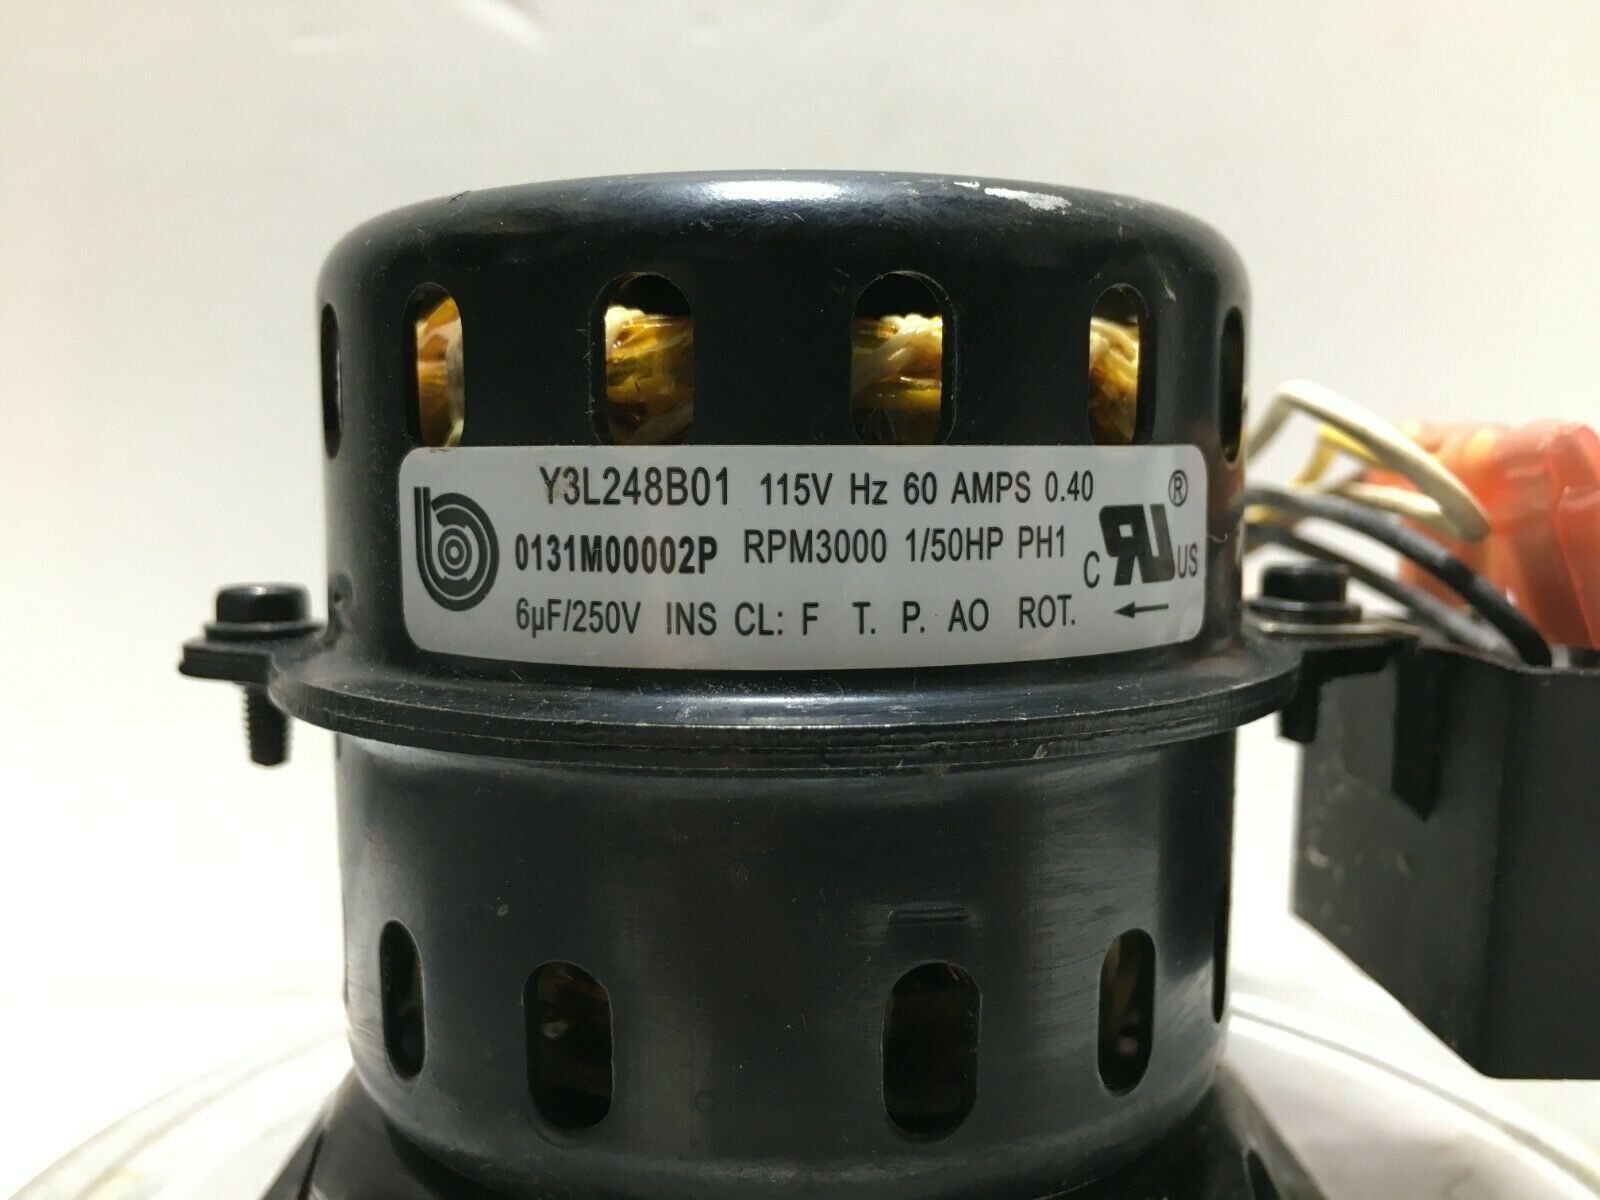 Y3L248B01 115V Hz 60 AMPS 0.40
0131M00002P RPM3000 1/50HP PH1
6µF/250V INS CL: F T. P. AO ROT.
C RU US ®